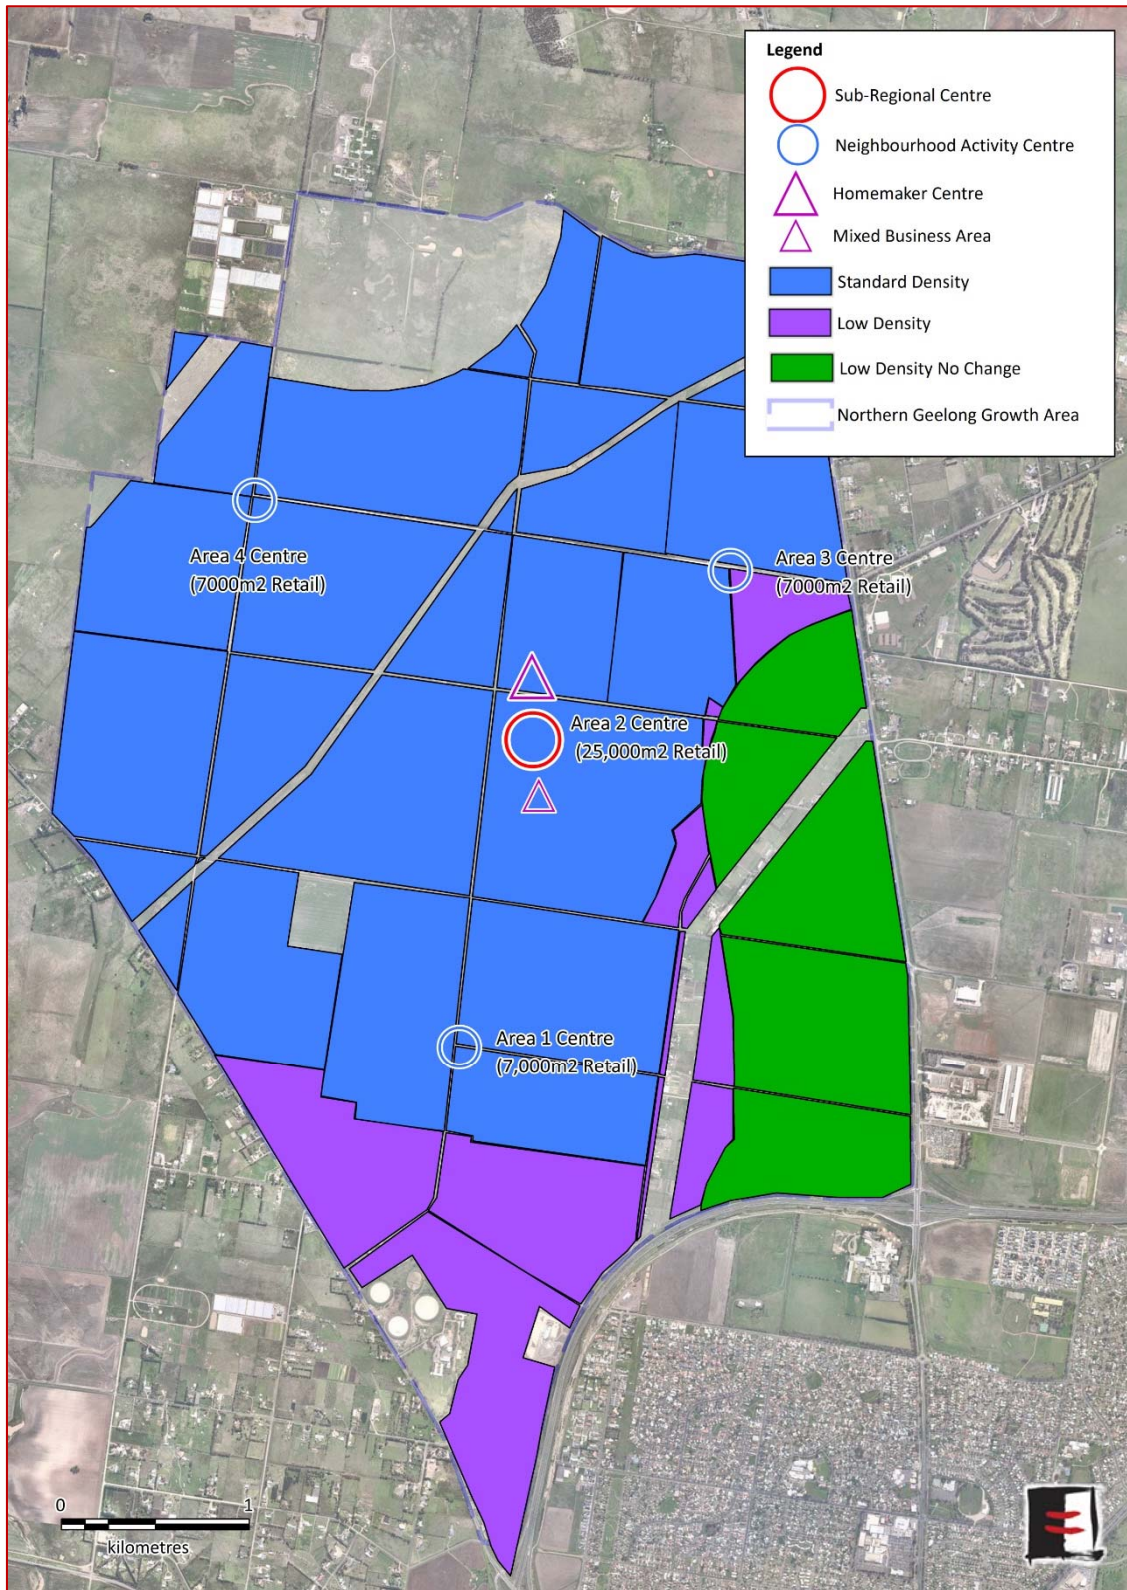 Legend
Sub-Regional Centre
Neighbourhood Activity Centre
Homemaker Centre
Mixed Business Area
Standard Density
Low Density
Low Density No Change
Northern Geelong Growth Area
Area 4 Centre
(7000m2 Retail)
Area 3 Centre
(7000m2 Retail)
Area 2 Centre
(25,000m2 Retail)
Area 1 Centre
(7,000m2 Retail)
0 1
kilometres